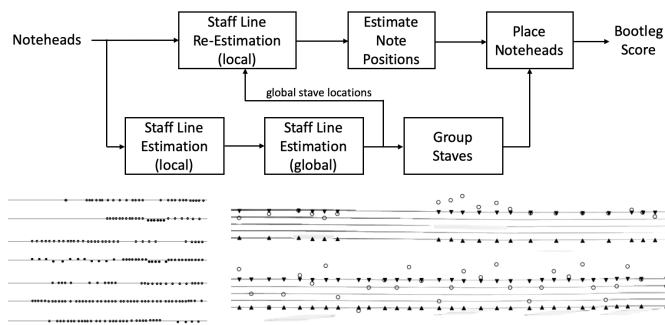 Noteheads
Staff Line
Re-Estimation
(local)
Estimate
Note
Positions
Place
Noteheads
Bootleg
Score
global stave locations
Staff Line
Estimation
(local)
Staff Line
Estimation
(global)
Group
Staves